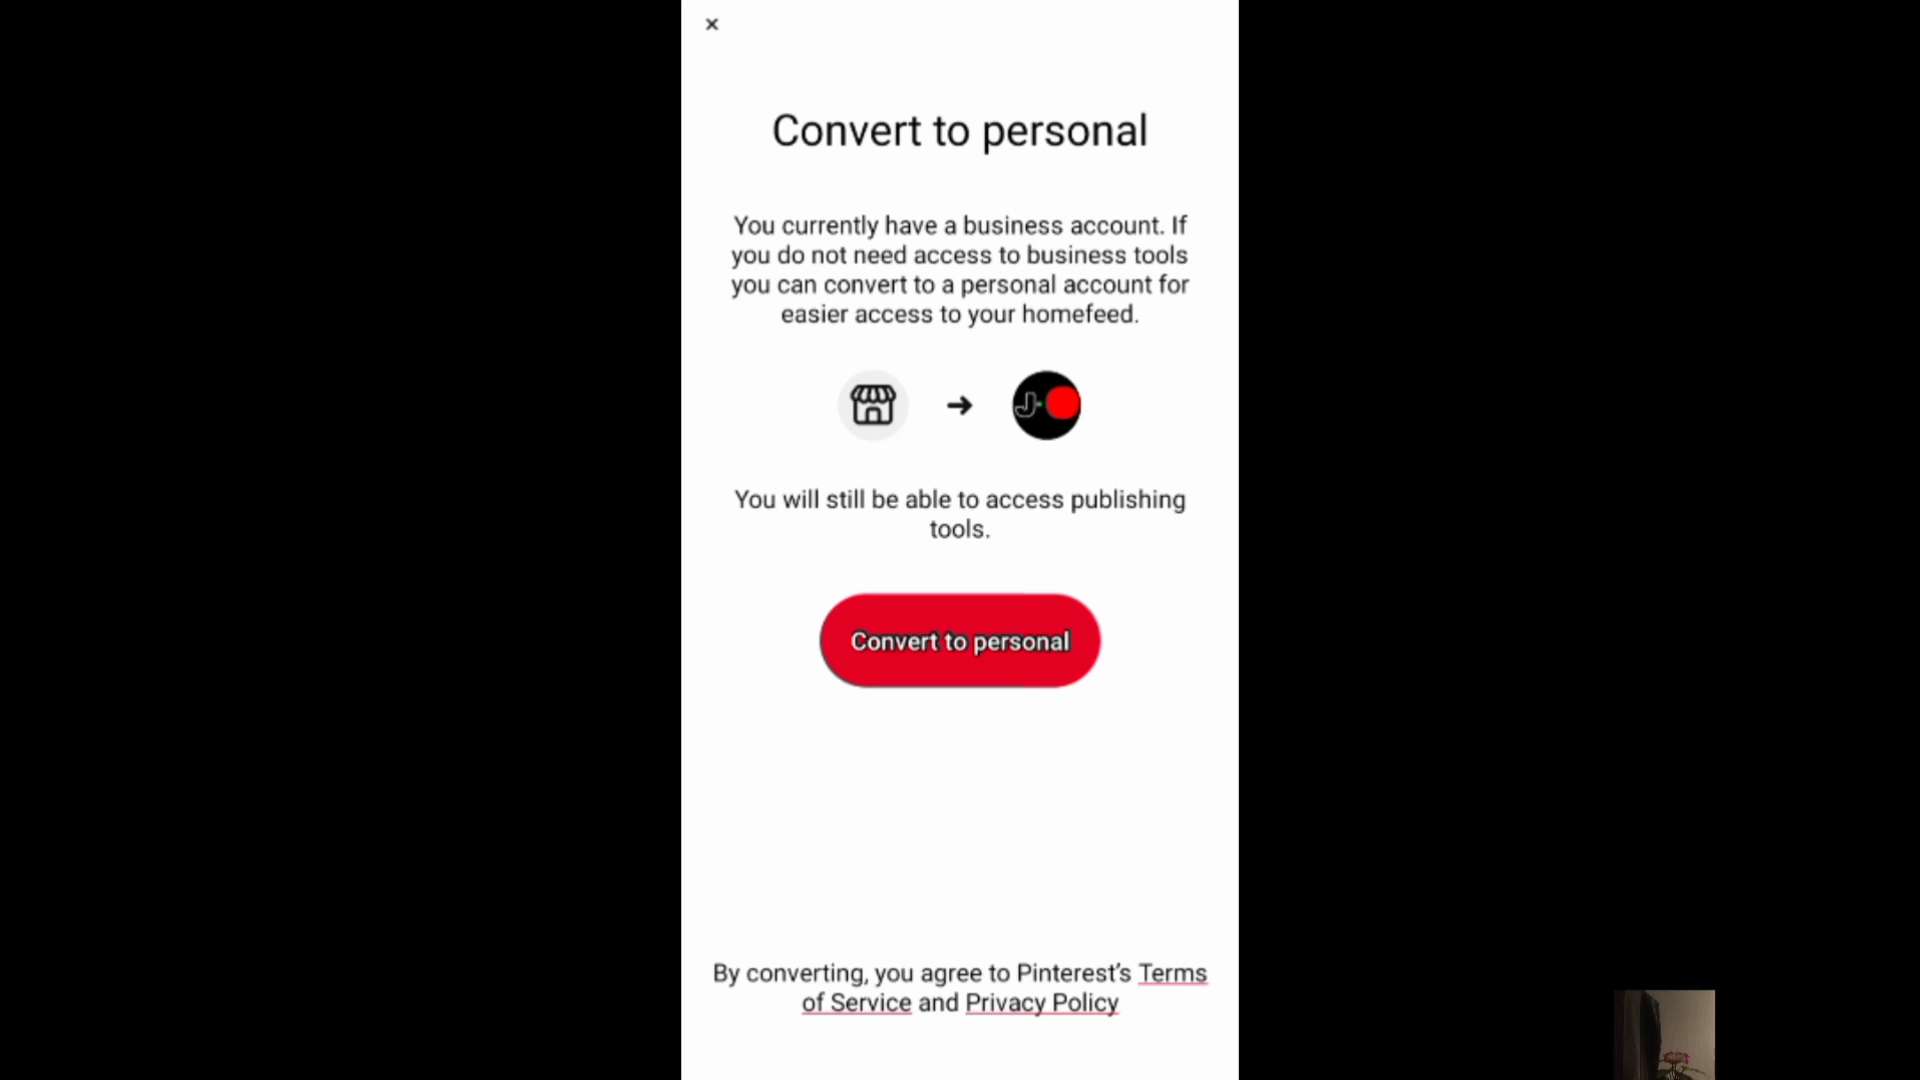 Convert to personal
You currently have a business account. If
you do not need access to business tools
you can convert to a personal account for
easier access to your homefeed.
J
You will still be able to access publishing
tools.
Convert to personal
By converting, you agree to Pinterest’s Terms
of Service and Privacy Policy